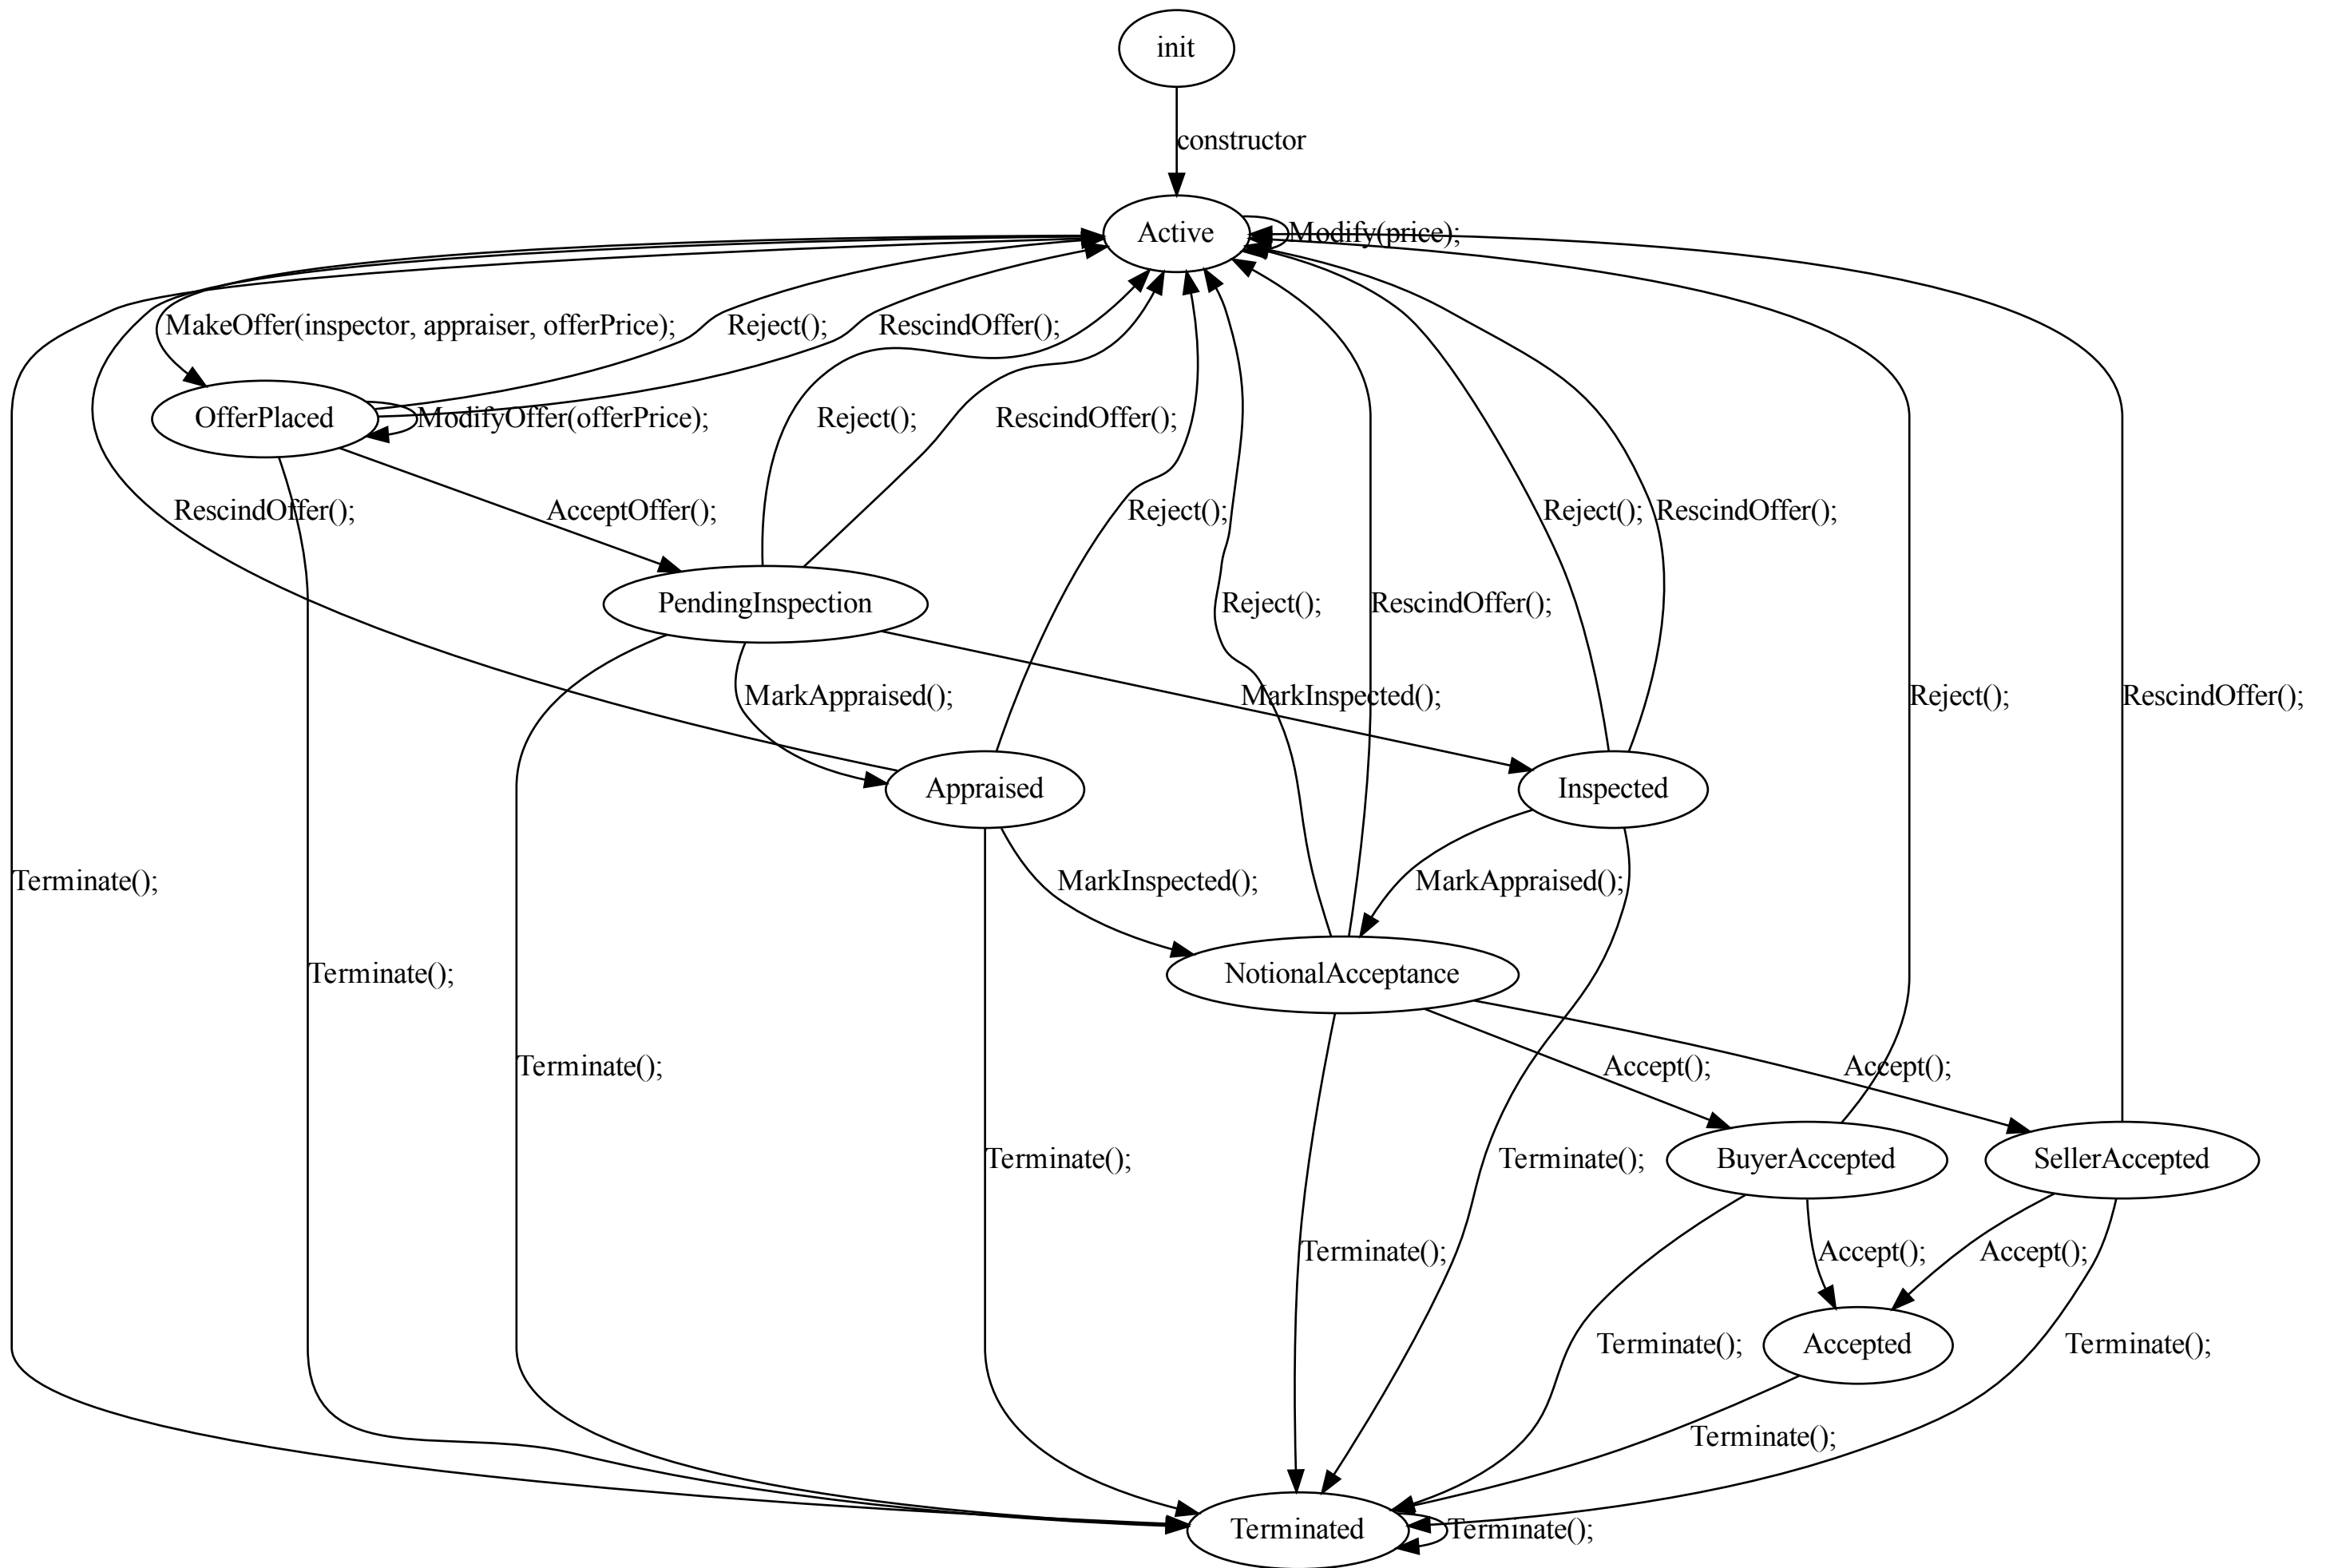 init
constructor
Active
Modify(price);
MakeOffer(inspector, appraiser, offerPrice);
Reject();
RescindOffer();
OfferPlaced
ModifyOffer(offerPrice);
Reject();
RescindOffer();
RescindOffer();
AcceptOffer();
Reject();
Reject();
RescindOffer();
PendingInspection
Reject();
RescindOffer();
MarkAppraised();
MarkInspected();
Reject();
RescindOffer();
Appraised
Inspected
Terminate();
MarkInspected();
MarkAppraised();
Terminate();
NotionalAcceptance
Terminate();
Accept();
Accept();
Terminate();
Terminate();
BuyerAccepted
SellerAccepted
Terminate();
Accept();
Accept();
Terminate();
Accepted
Terminate();
Terminate();
Terminated
Terminate();